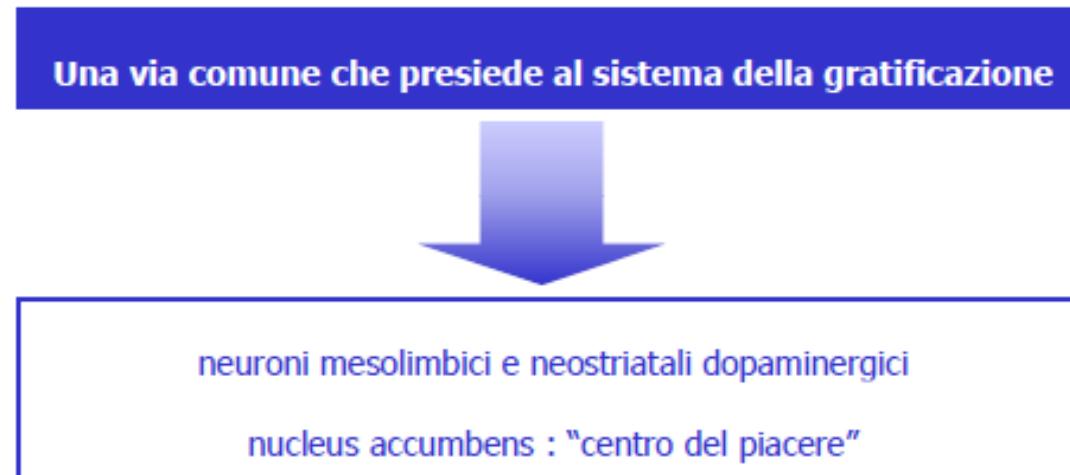 Una via comune che presiede al sistema della gratificazione
neuroni mesolimbici e neostriatali dopaminergici
nucleus accumbens : “centro del piacere”